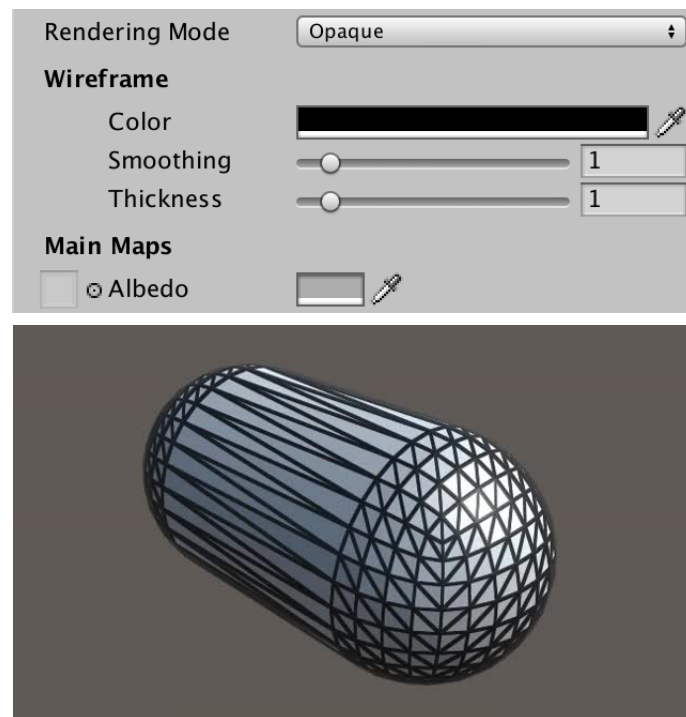 Rendering Mode Opaque
Wireframe
Color
Smoothing 1
Thickness 1
Main Maps
Albedo